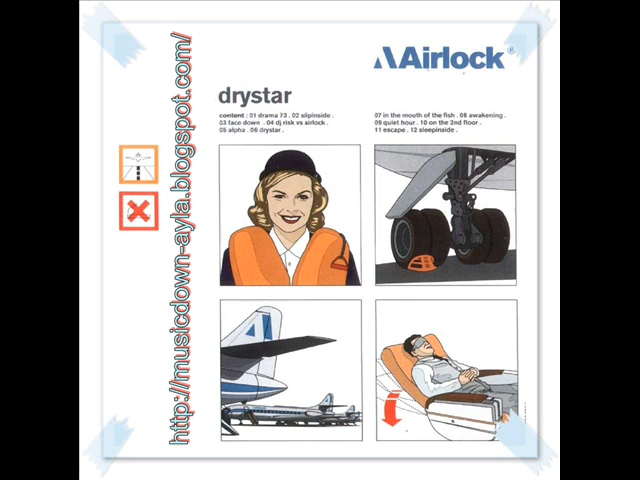 Airlock®
drystar
content : 01 drama 73 . 02 slipinside .
03 face down . 04 dj risk vs airlock .
05 alpha . 06 drystar .
07 in the mouth of the fish . 08 awakening .
09 quiet hour . 10 on the 2nd floor .
11 escape . 12 sleepinside .
http://musicdown-ayla.blogspot.com/